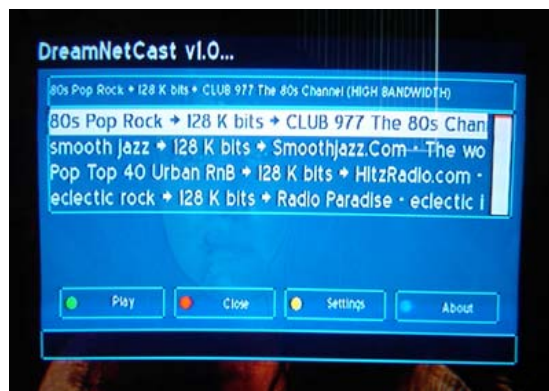 DreamNetCast v1.0...
80s Pop Rock → 128 K bits → CLUB 977 The 80s Channel (HIGH BANDWIDTH)
80s Pop Rock → 128 K bits → CLUB 977 The 80s Chan
smooth jazz → 128 K bits → Smoothjazz.Com - The wo
Pop Top 40 Urban RnB → 128 K bits → HitzRadio.com -
eclectic rock → 128 K bits → Radio Paradise - eclectic i
Play Close Settings About